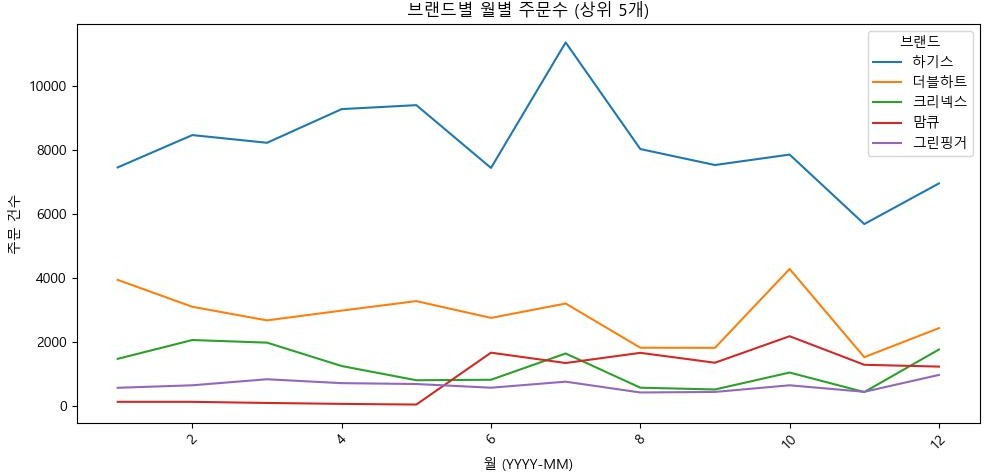 브랜드별 월별 주문수 (상위 5개)
브랜드
하기스
더블하트
크리넥스
맘큐
그린핑거
주문 건수
10000
8000
6000
4000
2000
0
2
4
6
8
10
12
월 (YYYY-MM)